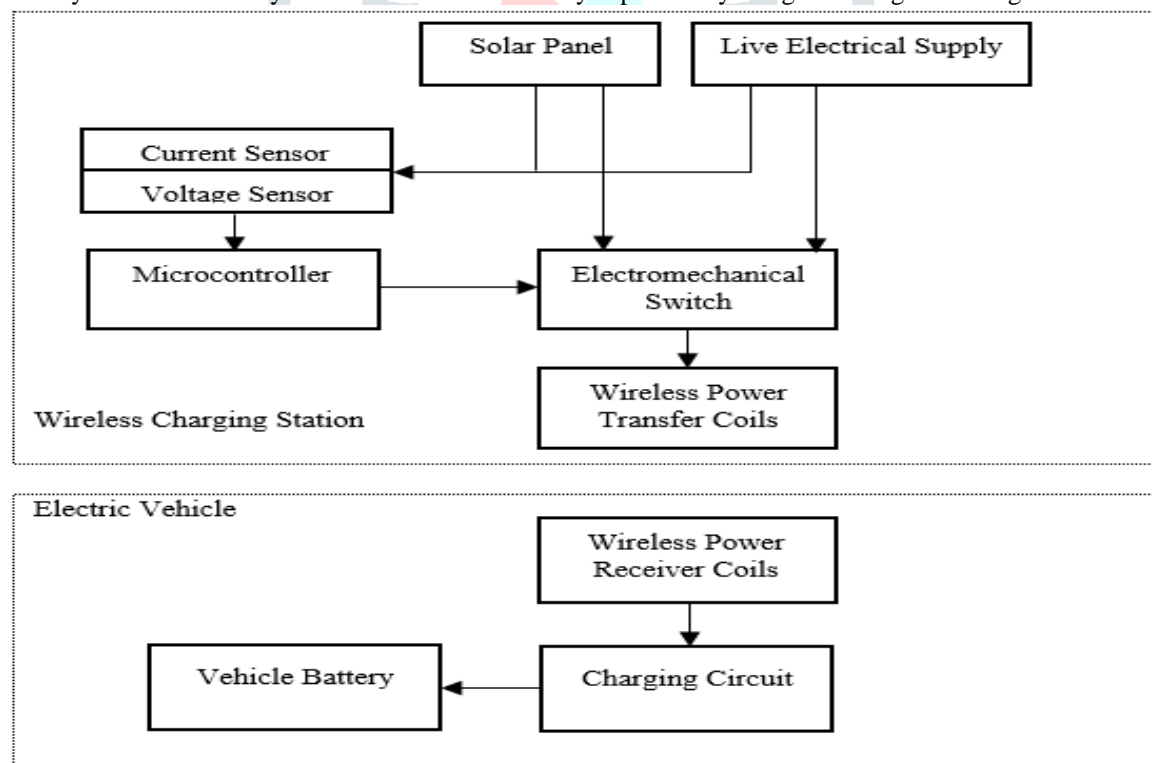 Solar Panel
Live Electrical Supply
Current Sensor
Voltage Sensor
Microcontroller
Electromechanical
Switch
Wireless Power
Transfer Coils
Wireless Charging Station
Electric Vehicle
Wireless Power
Receiver Coils
Vehicle Battery
Charging Circuit